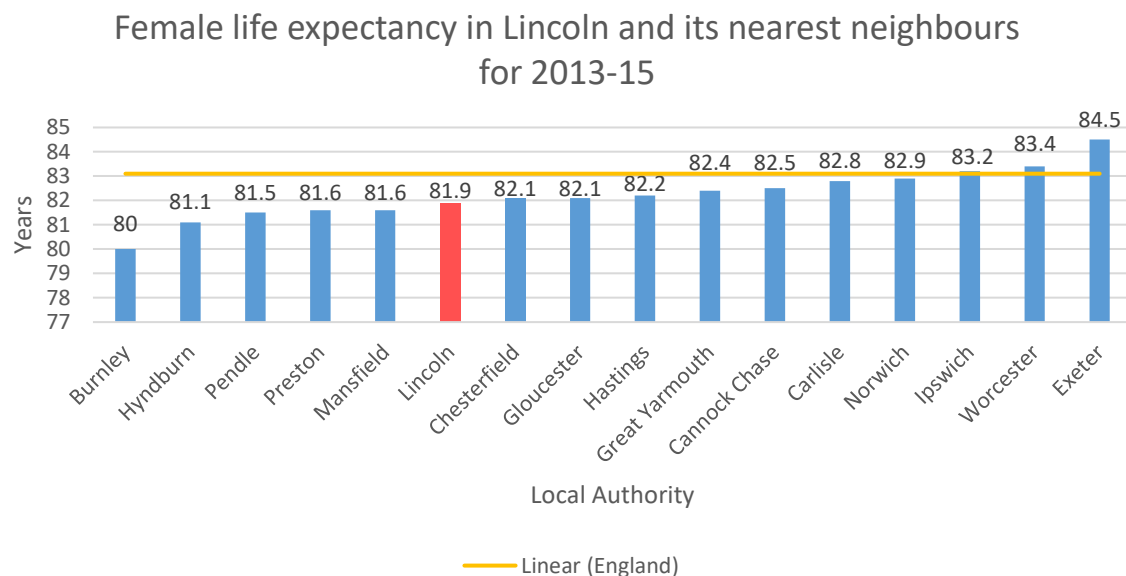 Female life expectancy in Lincoln and its nearest neighbours
for 2013-15
Years
85
84
83
82
81
80
79
78
77
80
81.1
81.5
81.6
81.6
81.9
82.1
82.1
82.2
82.4
82.5
82.8
82.9
83.2
83.4
84.5
Burnley
Hyndburn
Pendle
Preston
Mansfield
Lincoln
Chesterfield
Gloucester
Hastings
Great Yarmouth
Cannock Chase
Carlisle
Norwich
Ipswich
Worcester
Exeter
Local Authority
Linear (England)